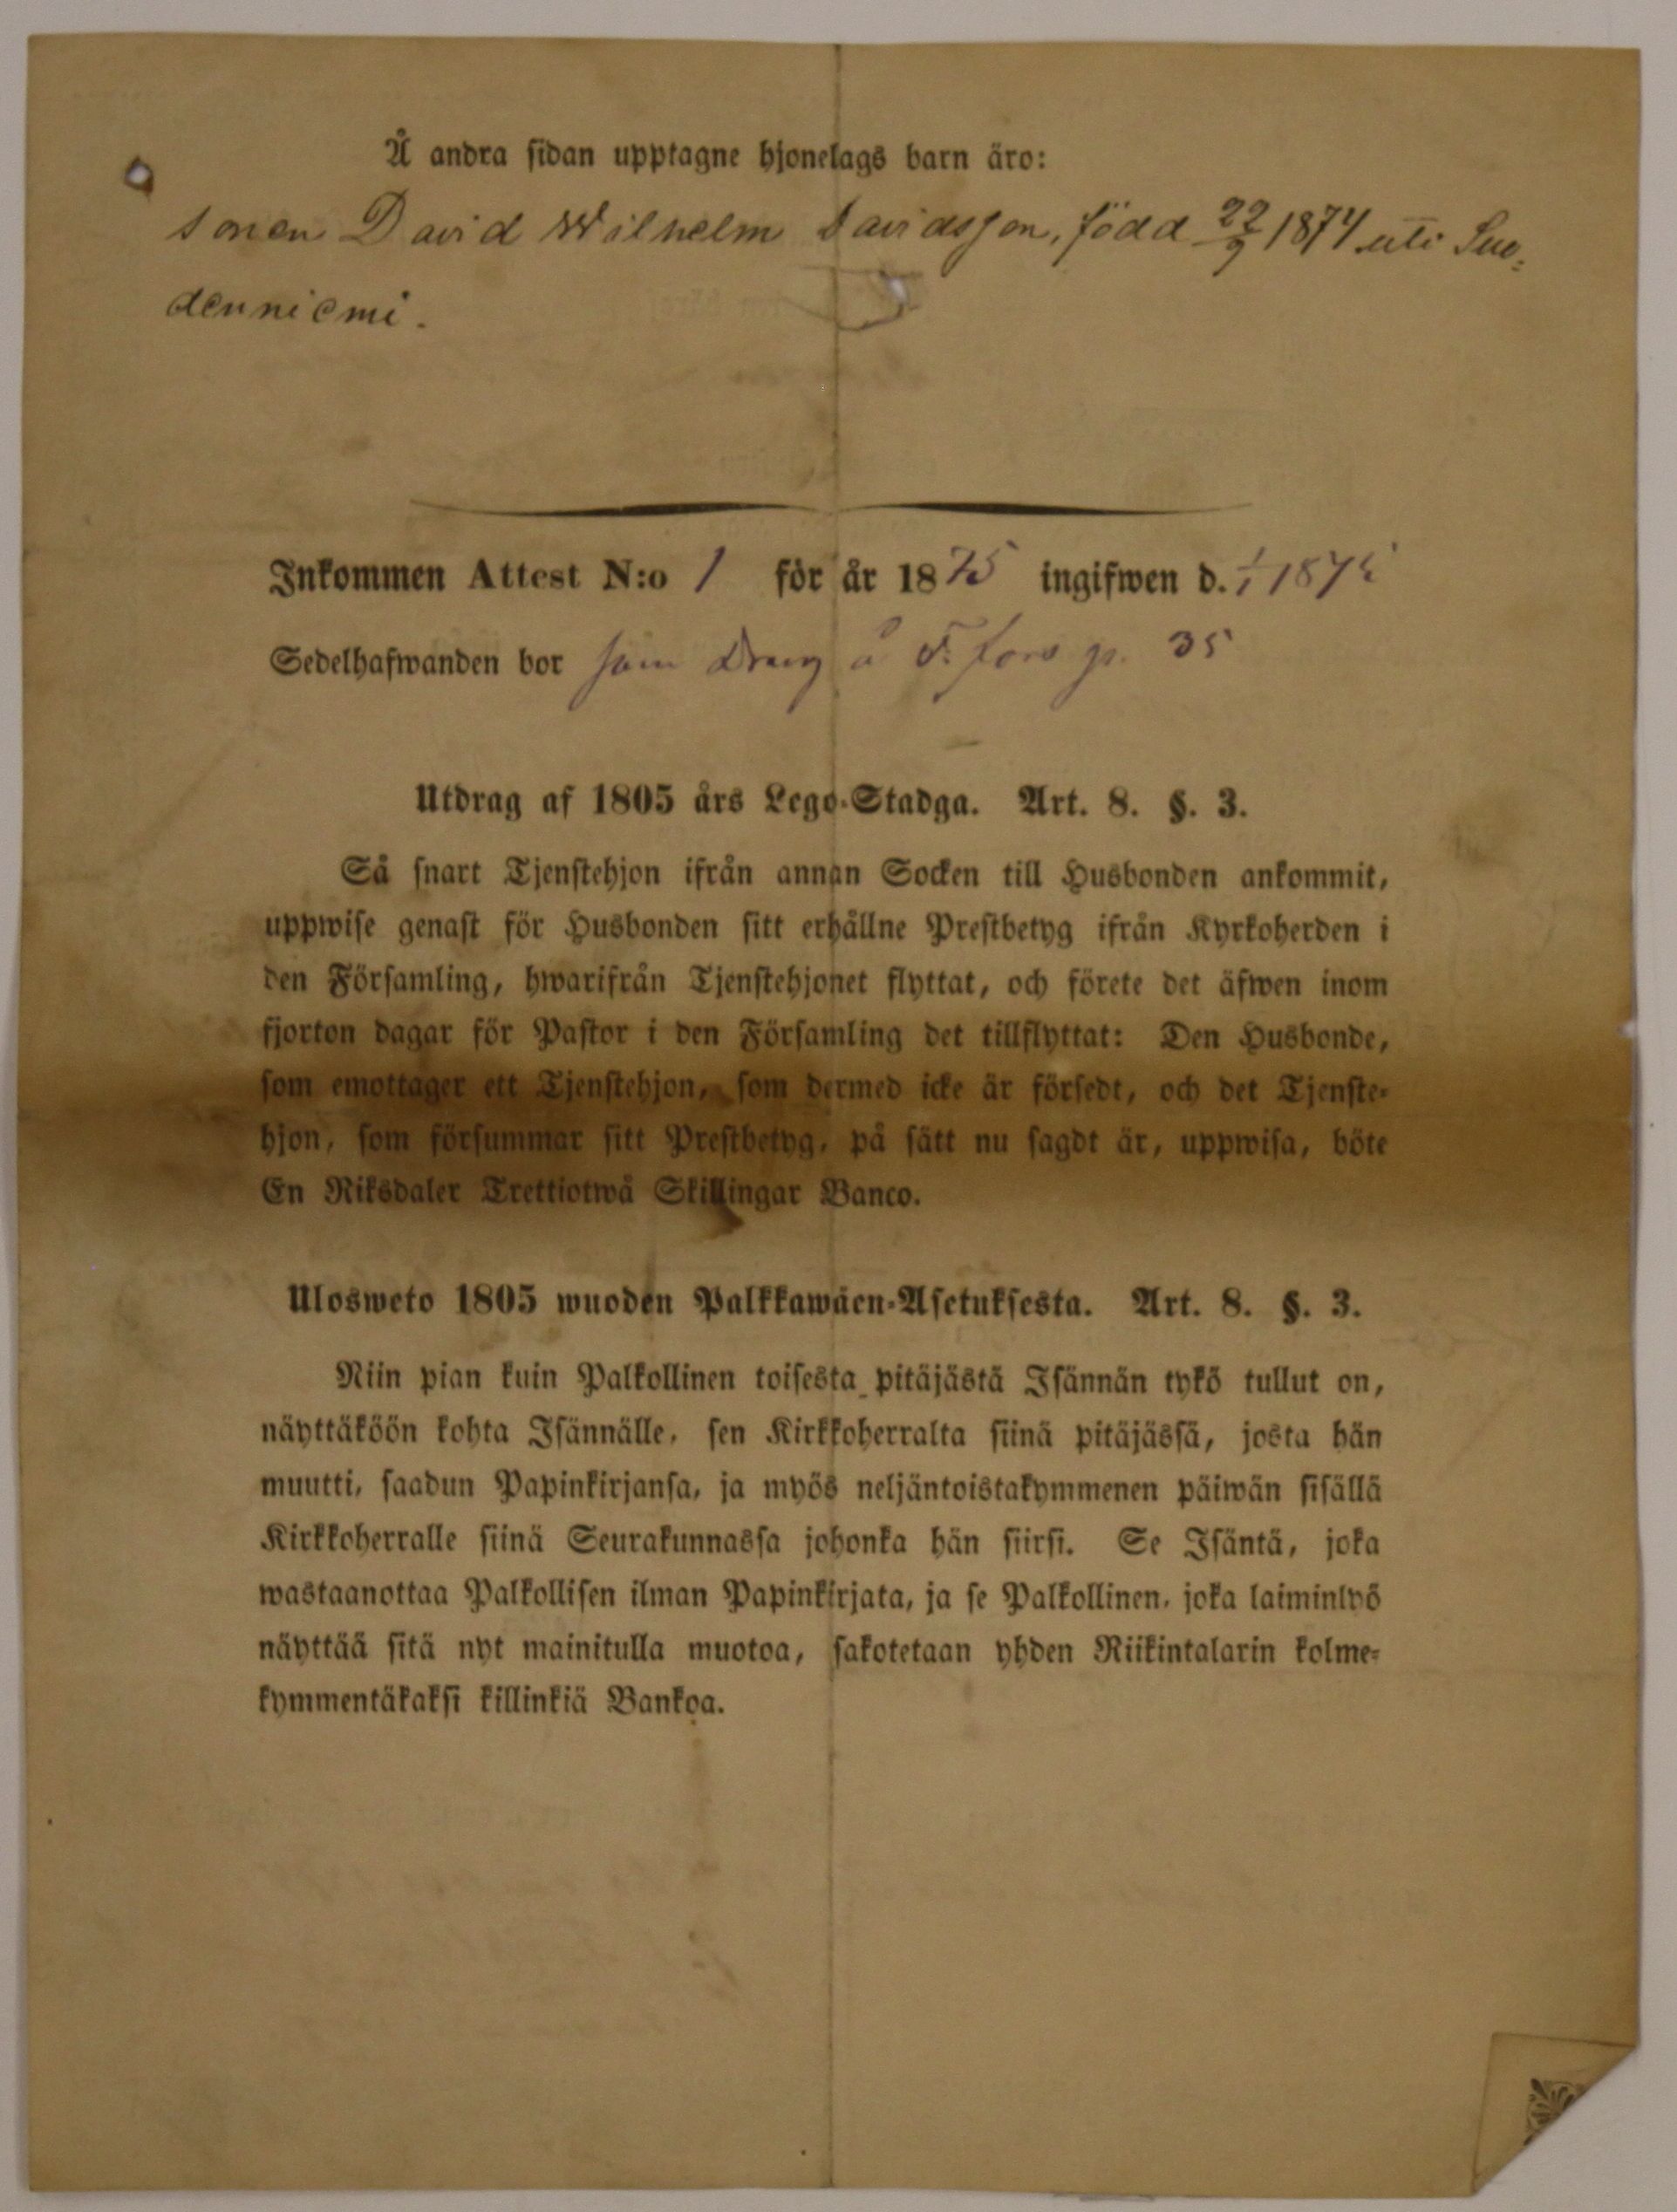 Å andra sidan upptagne hjonelags barn äro:
sonen David Wilhelm Davidsson, född 22/9 1874 uti Suo=
denniemi.
Inkommen Attest N:o 1 för år 1875 ingifwen d. 1/1 1875
Sedelhafwanden bor som Dreng å F.fors p. 35
Utdrag af 1805 års Lego-Stadga. Art. 8. §. 3.
Så snart Tjenstehjon ifrån annan Socken till Husbonden ankommit,
uppwise genast för Husbonden sitt erhållne Prestbetyg ifrån Kyrkoherden i
den Församling, hwarifrån Tjenstehjonet flyttat, och förete det äfwen inom
fjorton dagar för Pastor i den Församling det tillflyttat: Den Husbonde,
som emottager ett Tjenstehjon, som dermed icke är försedt, och det Tjenste-
hjon, som försummar sitt Prestbetyg, på sätt nu sagdt är, uppwisa, böte
En Riksdaler Trettiotwå Skillingar Banco.
Ulosweto 1805 wuoden Palkkawäen-Asetuksesta. Art. 8. §. 3.
Niin pian kuin Palkollinen toisesta pitäjästä Isännän tykö tullut on,
näyttäköön kohta Isännälle, sen Kirkkoherralta siinä pitäjässä, josta hän
muutti, saadun Papinkirjansa, ja myös neljäntoistakymmenen päiwän sisällä
Kirkkoherralle siinä Seurakunnassa johonka hän siirsi. Se Isäntä, joka
wastaanottaa Palkollisen ilman Papinkirjata, ja se Palkollinen, joka laiminlyö
näyttää sitä nyt mainitulla muotoa, sakotetaan yhden Riikintalarin kolme-
kymmentäkaksi killinkiä Bankoa.